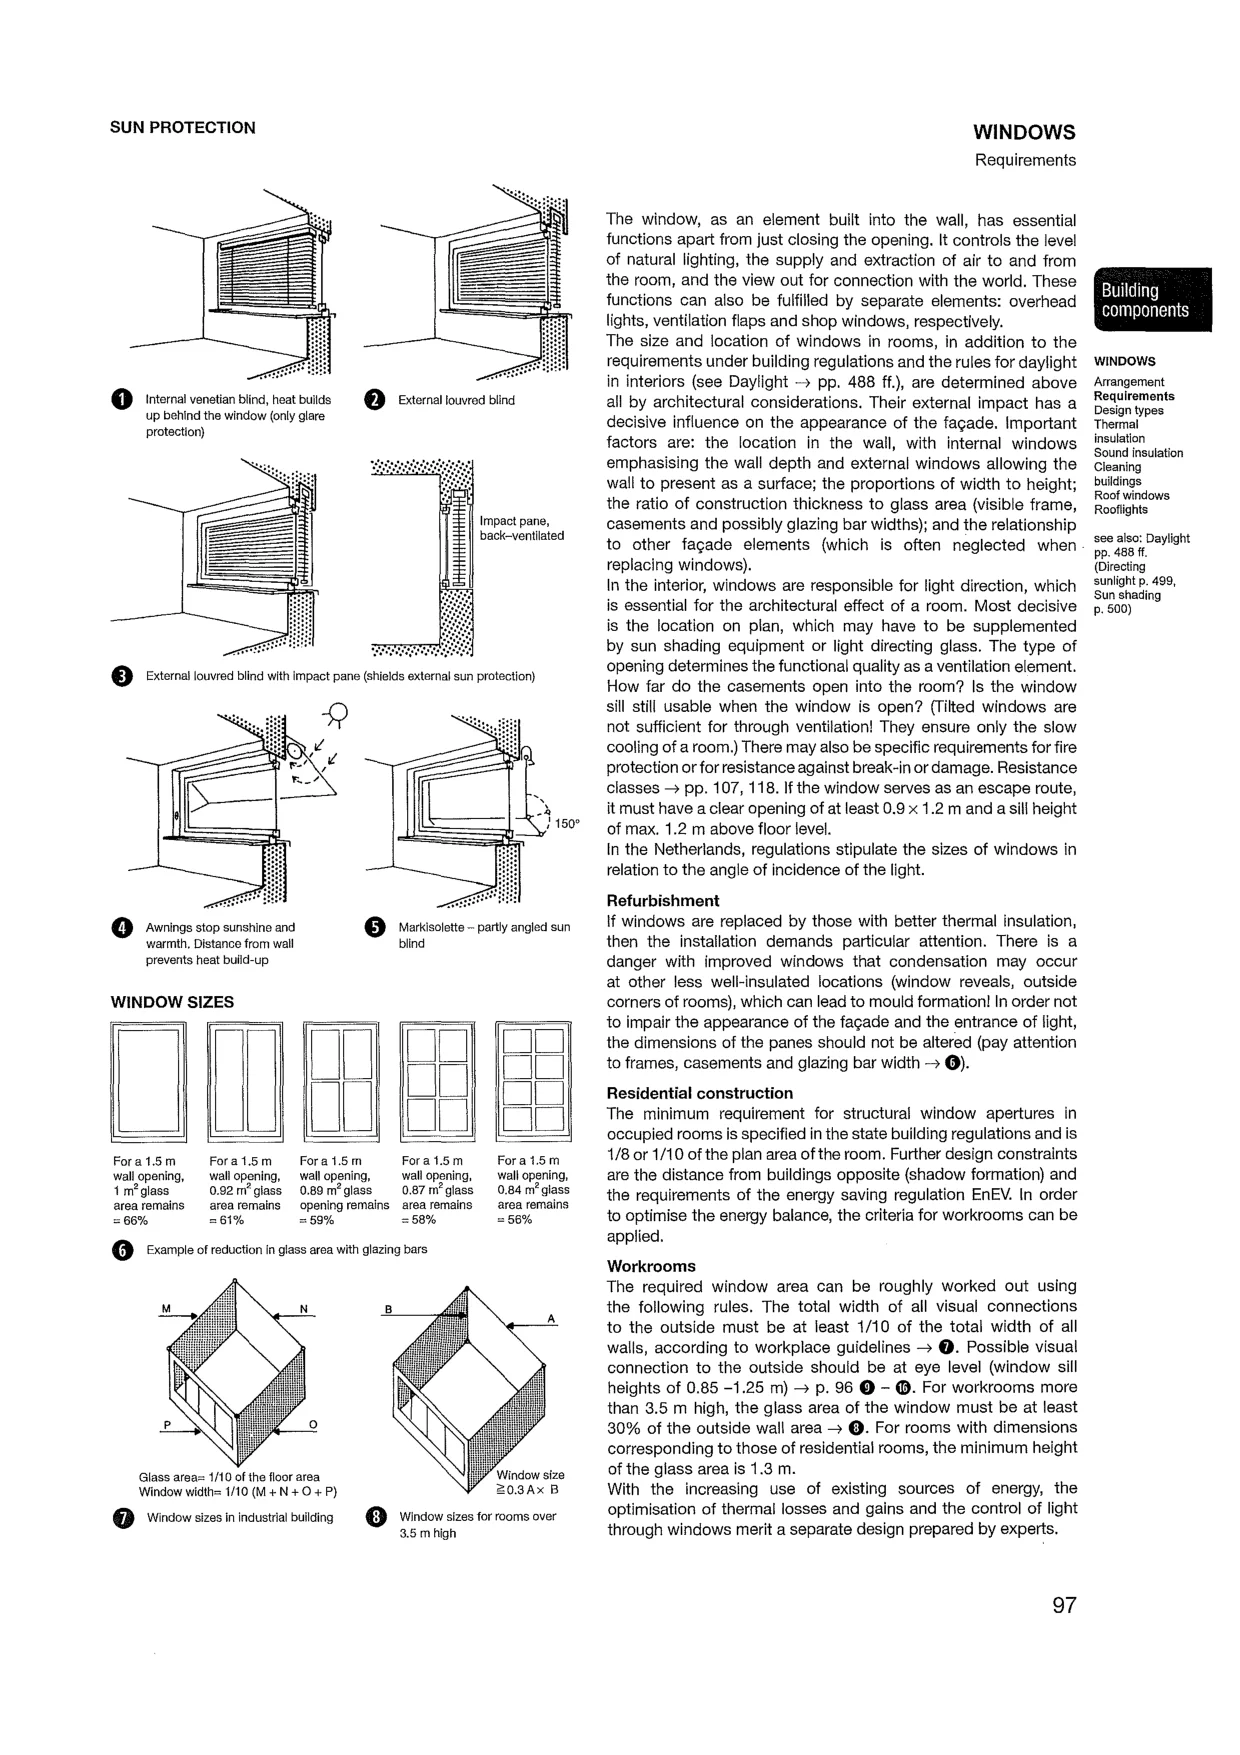 SUN PROTECTION
WINDOWS
Requirements
❶ Internal venetian blind, heat builds
up behind the window (only glare
protection)
❷ External louvred blind
Impact pane,
back–ventilated
❸ External louvred blind with impact pane (shields external sun protection)
150°
❹ Awnings stop sunshine and
warmth. Distance from wall
prevents heat build-up
❺ Markisolette – partly angled sun
blind
WINDOW SIZES
For a 1.5 m
wall opening,
1 m² glass
area remains
= 66%
For a 1.5 m
wall opening,
0.92 m² glass
area remains
= 61%
For a 1.5 m
wall opening,
0.89 m² glass
opening remains
= 59%
For a 1.5 m
wall opening,
0.87 m² glass
area remains
= 58%
For a 1.5 m
wall opening,
0.84 m² glass
area remains
= 56%
❻ Example of reduction in glass area with glazing bars
M
N
P
O
Glass area= 1/10 of the floor area
Window width= 1/10 (M + N + O + P)
❼ Window sizes in industrial building
B
A
Window size
≧0.3 A x B
❽ Window sizes for rooms over
3.5 m high
The window, as an element built into the wall, has essential
functions apart from just closing the opening. It controls the level
of natural lighting, the supply and extraction of air to and from
the room, and the view out for connection with the world. These
functions can also be fulfilled by separate elements: overhead
lights, ventilation flaps and shop windows, respectively.
The size and location of windows in rooms, in addition to the
requirements under building regulations and the rules for daylight
in interiors (see Daylight → pp. 488 ff.), are determined above
all by architectural considerations. Their external impact has a
decisive influence on the appearance of the façade. Important
factors are: the location in the wall, with internal windows
emphasising the wall depth and external windows allowing the
wall to present as a surface; the proportions of width to height;
the ratio of construction thickness to glass area (visible frame,
casements and possibly glazing bar widths); and the relationship
to other façade elements (which is often neglected when
replacing windows).
In the interior, windows are responsible for light direction, which
is essential for the architectural effect of a room. Most decisive
is the location on plan, which may have to be supplemented
by sun shading equipment or light directing glass. The type of
opening determines the functional quality as a ventilation element.
How far do the casements open into the room? Is the window
sill still usable when the window is open? (Tilted windows are
not sufficient for through ventilation! They ensure only the slow
cooling of a room.) There may also be specific requirements for fire
protection or for resistance against break-in or damage. Resistance
classes → pp. 107, 118. If the window serves as an escape route,
it must have a clear opening of at least 0.9 × 1.2 m and a sill height
of max. 1.2 m above floor level.
In the Netherlands, regulations stipulate the sizes of windows in
relation to the angle of incidence of the light.
Refurbishment
If windows are replaced by those with better thermal insulation,
then the installation demands particular attention. There is a
danger with improved windows that condensation may occur
at other less well-insulated locations (window reveals, outside
corners of rooms), which can lead to mould formation! In order not
to impair the appearance of the façade and the entrance of light,
the dimensions of the panes should not be altered (pay attention
to frames, casements and glazing bar width → ❻).
Residential construction
The minimum requirement for structural window apertures in
occupied rooms is specified in the state building regulations and is
1/8 or 1/10 of the plan area of the room. Further design constraints
are the distance from buildings opposite (shadow formation) and
the requirements of the energy saving regulation EnEV. In order
to optimise the energy balance, the criteria for workrooms can be
applied.
Workrooms
The required window area can be roughly worked out using
the following rules. The total width of all visual connections
to the outside must be at least 1/10 of the total width of all
walls, according to workplace guidelines → ❼. Possible visual
connection to the outside should be at eye level (window sill
heights of 0.85 –1.25 m) → p. 96 ❾ – ⓰. For workrooms more
than 3.5 m high, the glass area of the window must be at least
30% of the outside wall area → ❽. For rooms with dimensions
corresponding to those of residential rooms, the minimum height
of the glass area is 1.3 m.
With the increasing use of existing sources of energy, the
optimisation of thermal losses and gains and the control of light
through windows merit a separate design prepared by experts.
Building
components
WINDOWS
Arrangement
Requirements
Design types
Thermal
insulation
Sound insulation
Cleaning
buildings
Roof windows
Rooflights
see also: Daylight
pp. 488 ff.
(Directing
sunlight p. 499,
Sun shading
p. 500)
97